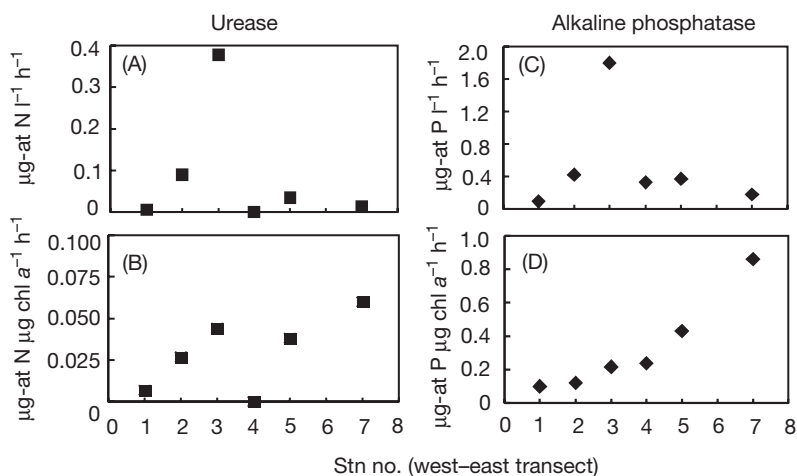 Urease
Alkaline phosphatase
(A)
µg-at N l⁻¹ h⁻¹
0.4
0.3
0.2
0.1
0
(C)
µg-at P l⁻¹ h⁻¹
2.0
1.6
1.2
0.8
0.4
0
(B)
µg-at N µg chl a⁻¹ h⁻¹
0.100
0.075
0.050
0.025
0
0 1 2 3 4 5 6 7 8
(D)
µg-at P µg chl a⁻¹ h⁻¹
1.0
0.8
0.6
0.4
0.2
0
0 1 2 3 4 5 6 7 8
Stn no. (west–east transect)